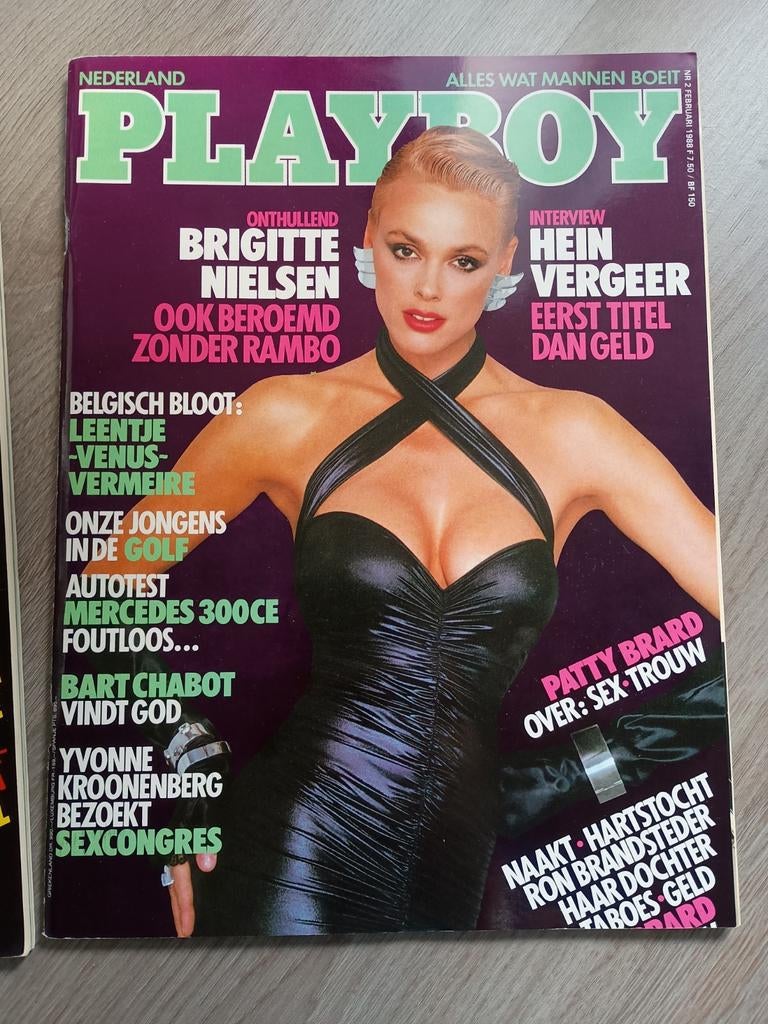 NEDERLAND
ALLES WAT MANNEN BOEIT
PLAYBOY
NR 2 FEBRUARI 1988 F 7,50 / BF 150
ONTHULLEND
BRIGITTE
NIELSEN
OOK BEROEMD
ZONDER RAMBO
INTERVIEW
HEIN
VERGEER
EERST TITEL
DAN GELD
BELGISCH BLOOT:
LEENTJE
-VENUS-
VERMEIRE
ONZE JONGENS
IN DE GOLF
AUTOTEST
MERCEDES 300CE
FOUTLOOS...
BART CHABOT
VINDT GOD
YVONNE
KROONENBERG
BEZOEKT
SEXCONGRES
PATTY BRARD
OVER: SEX·TROUW
NAAKT·HARTSTOCHT
RON BRANDSTEDER
HAAR DOCHTER
TABOES·GELD